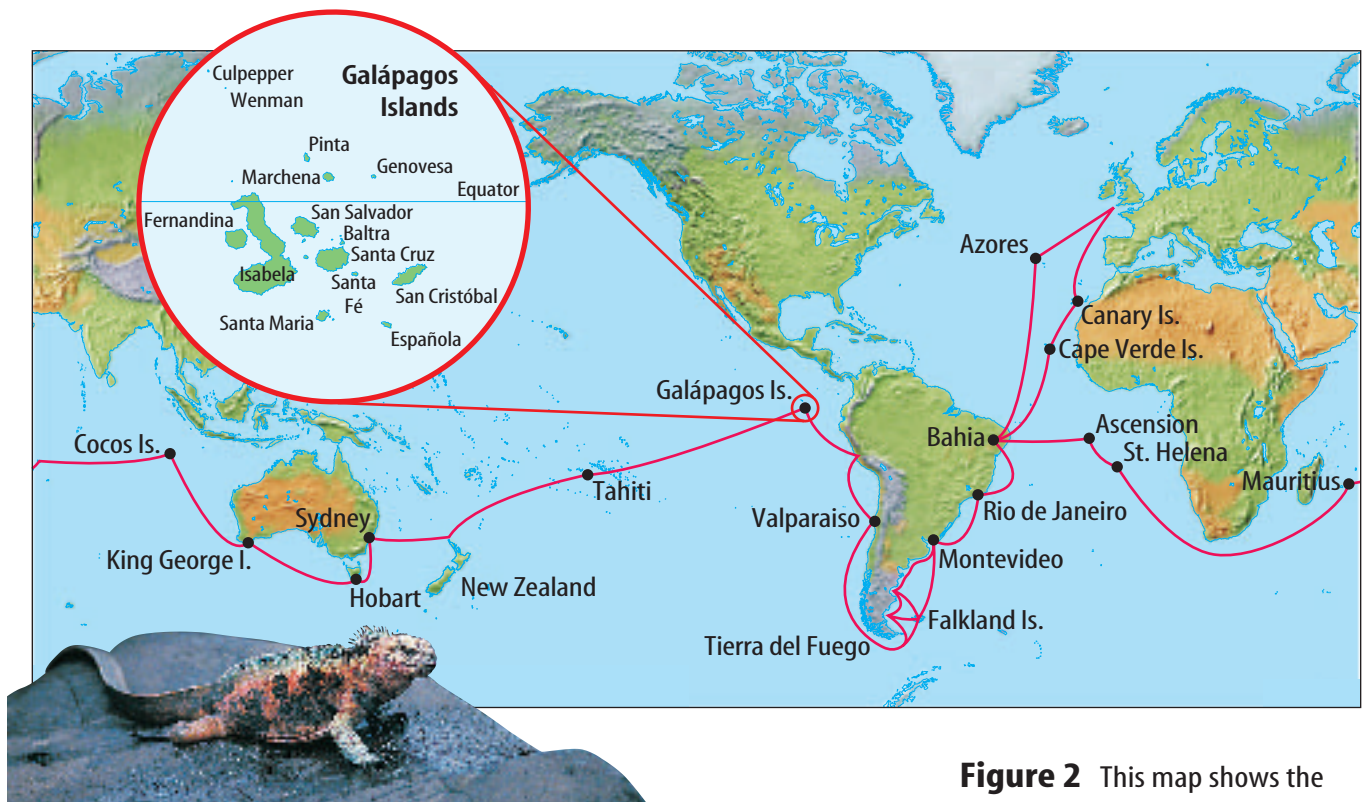 Culpepper
Wenman
Galápagos
Islands
Pinta
Marchena
Genovesa
Equator
Fernandina
San Salvador
Baltra
Santa Cruz
Isabela
Santa
Fé
San Cristóbal
Santa Maria
Española
Azores
Canary Is.
Cape Verde Is.
Galápagos Is.
Bahia
Ascension
St. Helena
Mauritius
Cocos Is.
Tahiti
Sydney
Valparaiso
Rio de Janeiro
King George I.
Montevideo
Hobart
New Zealand
Falkland Is.
Tierra del Fuego
Figure 2 This map shows the